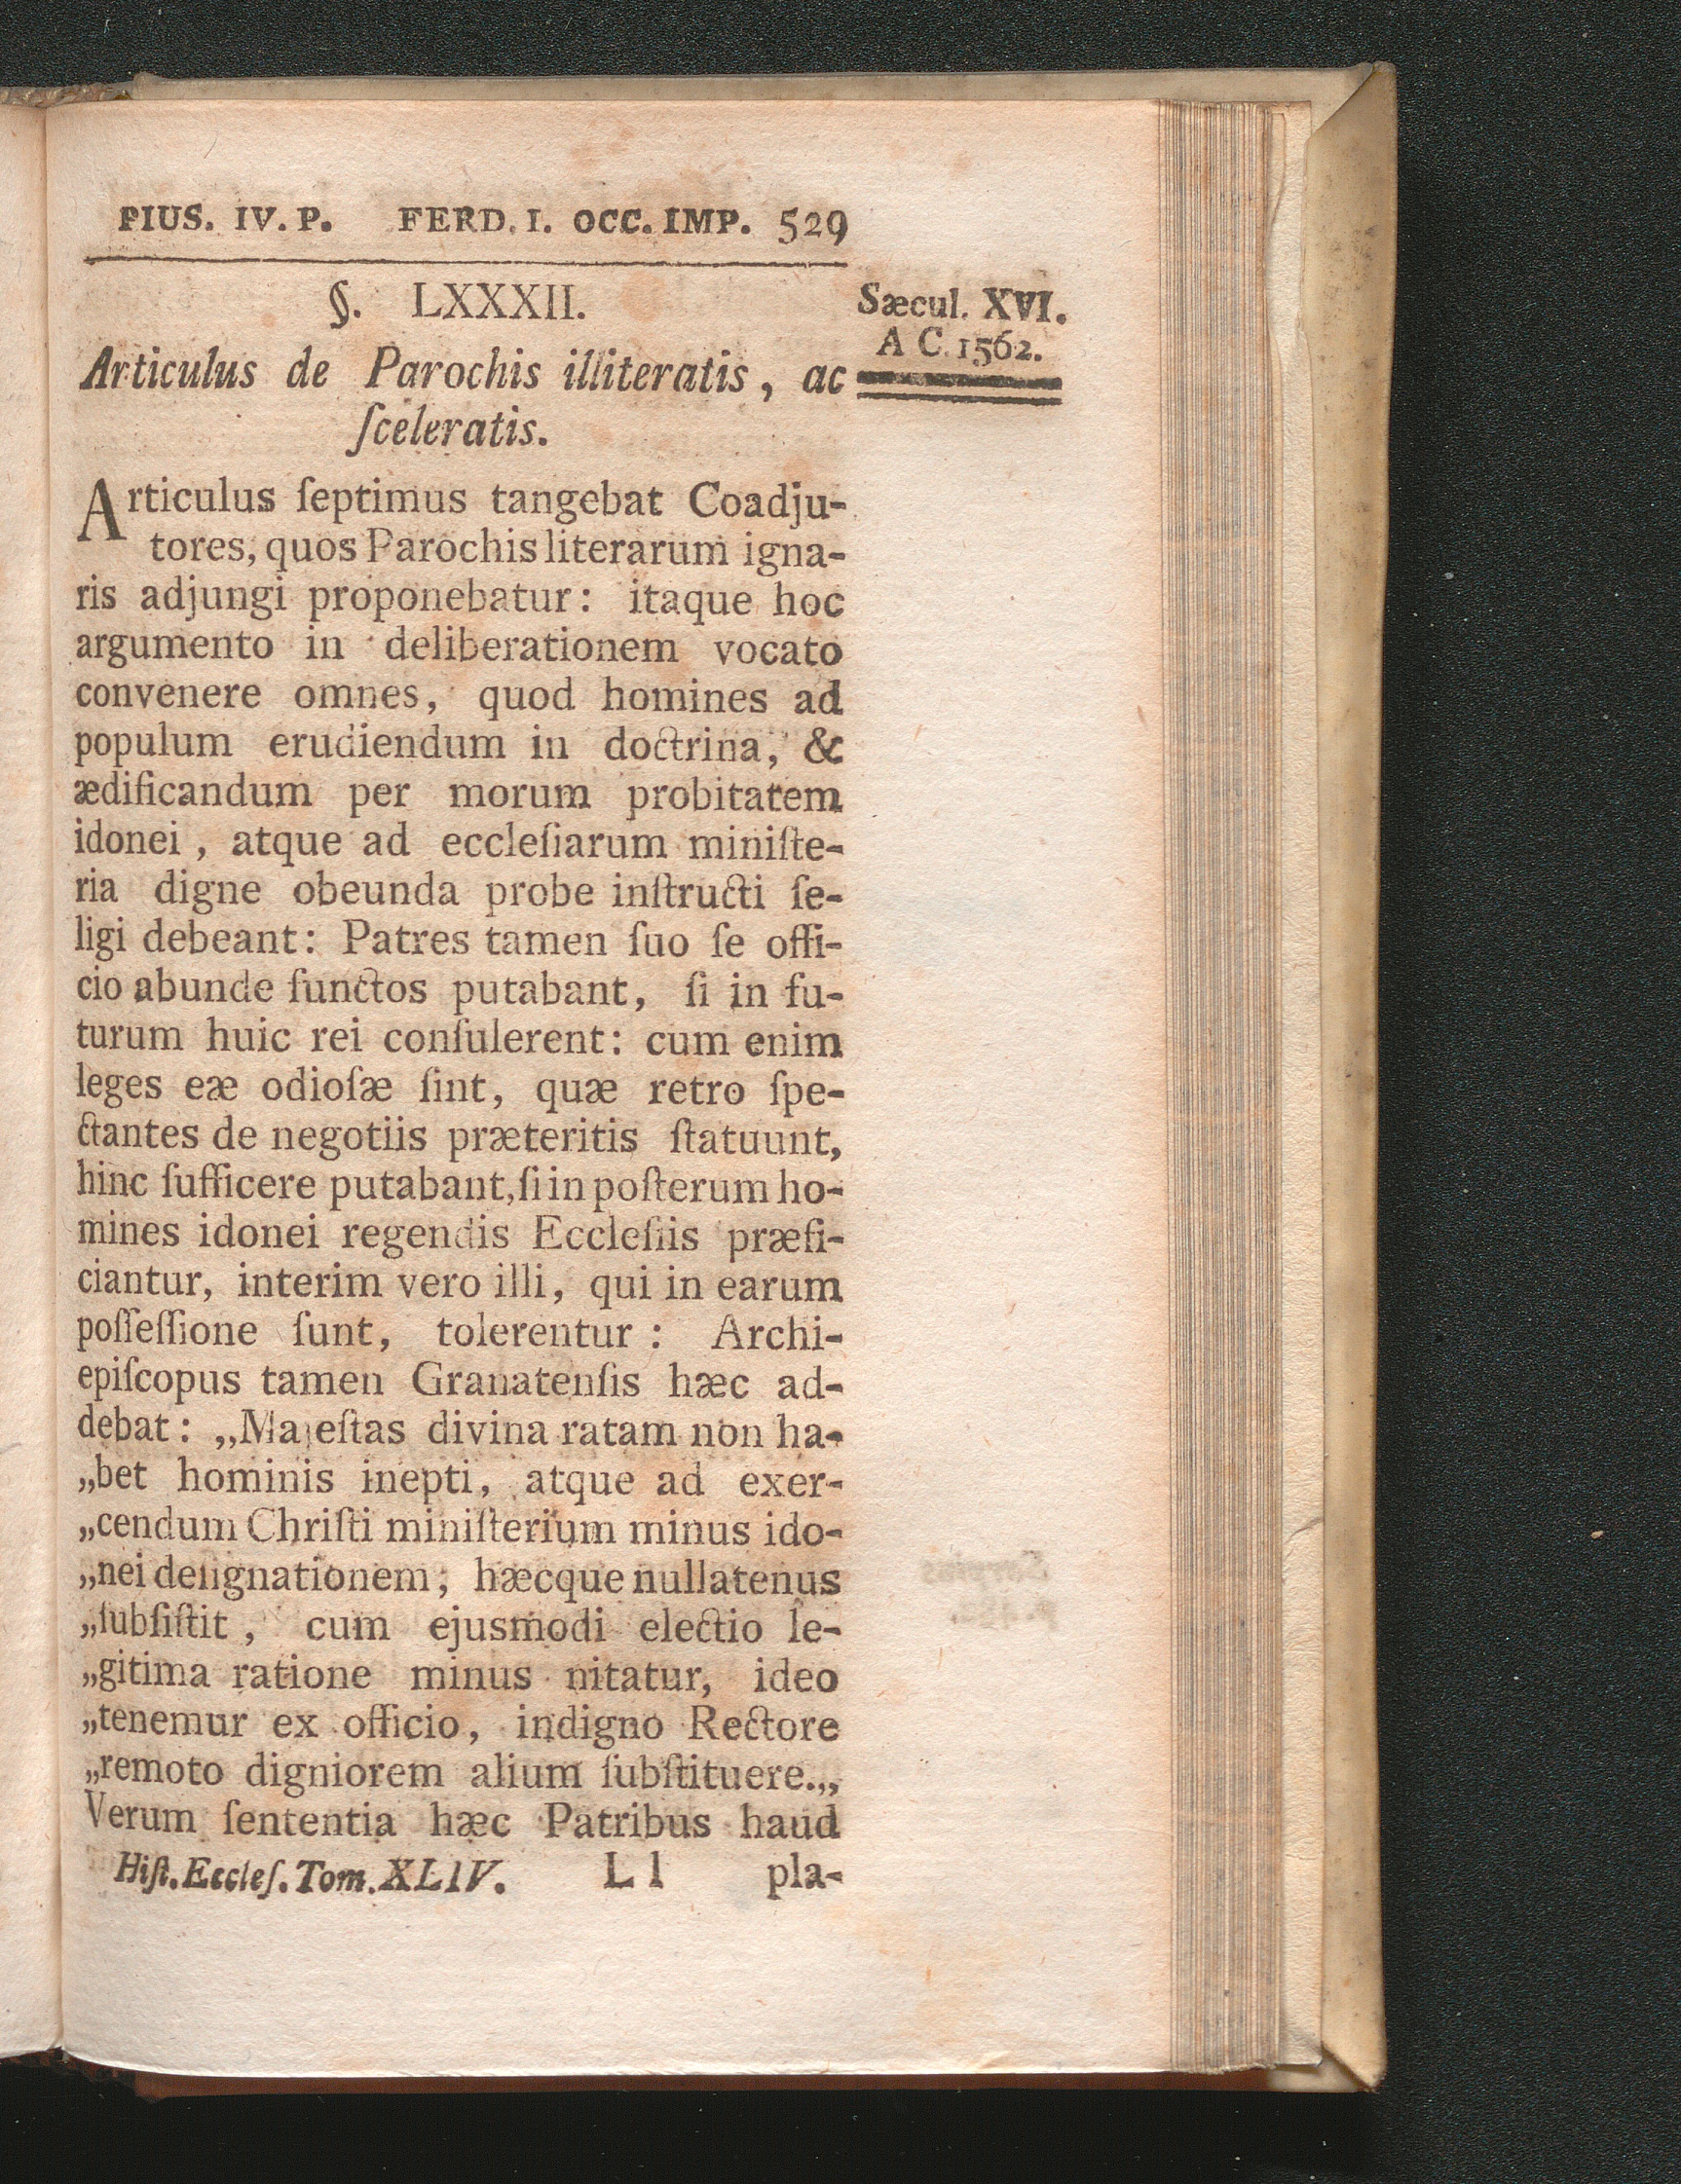 PIUS. IV. P. FERD. I. OCC. IMP. 529
Sæcul. XVI.
A C. 1562.
§. LXXXII.
Articulus de Parochis illiteratis, ac
ſceleratis.
Articulus ſeptimus tangebat Coadju-
tores, quos Parochis literarum igna-
ris adjungi proponebatur: itaque hoc
argumento in deliberationem vocato
convenere omnes, quod homines ad
populum erudiendum in doctrina, &
ædificandum per morum probitatem
idonei, atque ad eccleſiarum miniſte-
ria digne obeunda probe inſtructi ſe-
ligi debeant: Patres tamen ſuo ſe offi-
cio abunde functos putabant, ſi in fu-
turum huic rei conſulerent: cum enim
leges eæ odioſæ ſint, quæ retro ſpe-
ctantes de negotiis præteritis ſtatuunt,
hinc ſufficere putabant, ſi in poſterum ho-
mines idonei regendis Eccleſiis præfi-
ciantur, interim vero illi, qui in earum
poſſeſſione ſunt, tolerentur: Archi-
epiſcopus tamen Granatenſis hæc ad-
debat: „Majeſtas divina ratam non ha-
„bet hominis inepti, atque ad exer-
„cendum Chriſti miniſterium minus ido-
„nei deſignationem; hæcque nullatenus
„ſubſiſtit, cum ejusmodi electio le-
„gitima ratione minus nitatur, ideo
„tenemur ex officio, indigno Rectore
„remoto digniorem alium ſubſtituere.„
Verum ſententia hæc Patribus haud
Hiſt. Eccleſ. Tom. XLIV. L l pla-